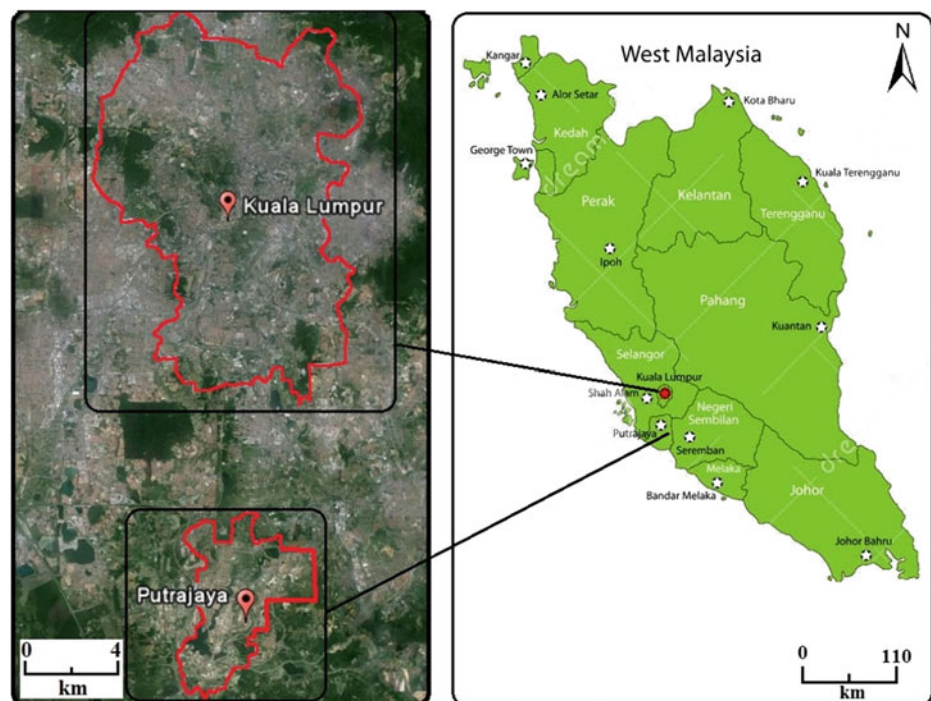 Kuala Lumpur
Putrajaya
0 4
km
West Malaysia
N
Kangar
Alor Setar
Kota Bharu
Kedah
George Town
Kuala Terengganu
Perak
Kelantan
Terengganu
Ipoh
Pahang
Kuantan
Selangor
Kuala Lumpur
Shah Alam
Negeri
Sembilan
Putrajaya
Seremban
Melaka
Bandar Melaka
Johor
Johor Bahru
0 110
km